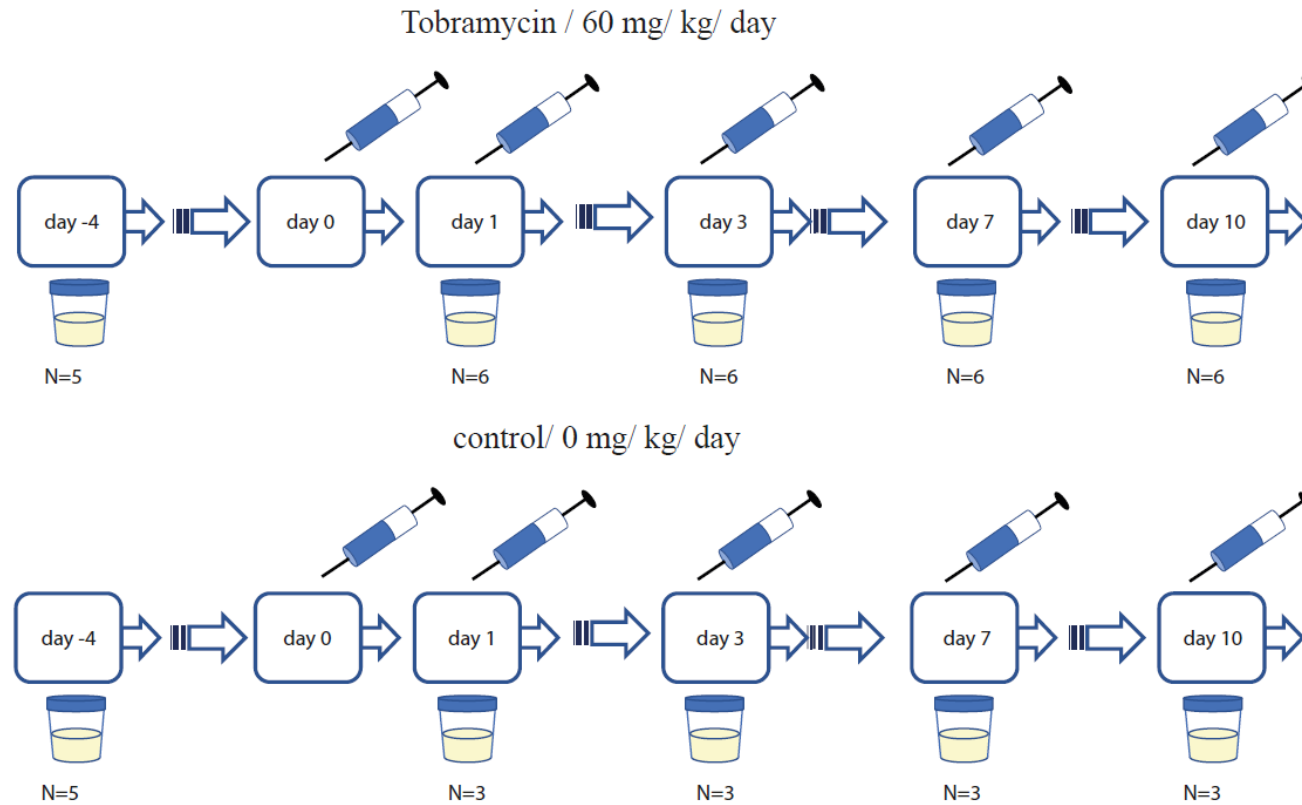 Tobramycin / 60 mg/ kg/ day
day -4 day 0 day 1 day 3 day 7 day 10
N=5 N=6 N=6 N=6 N=6
control/ 0 mg/ kg/ day
day -4 day 0 day 1 day 3 day 7 day 10
N=5 N=3 N=3 N=3 N=3